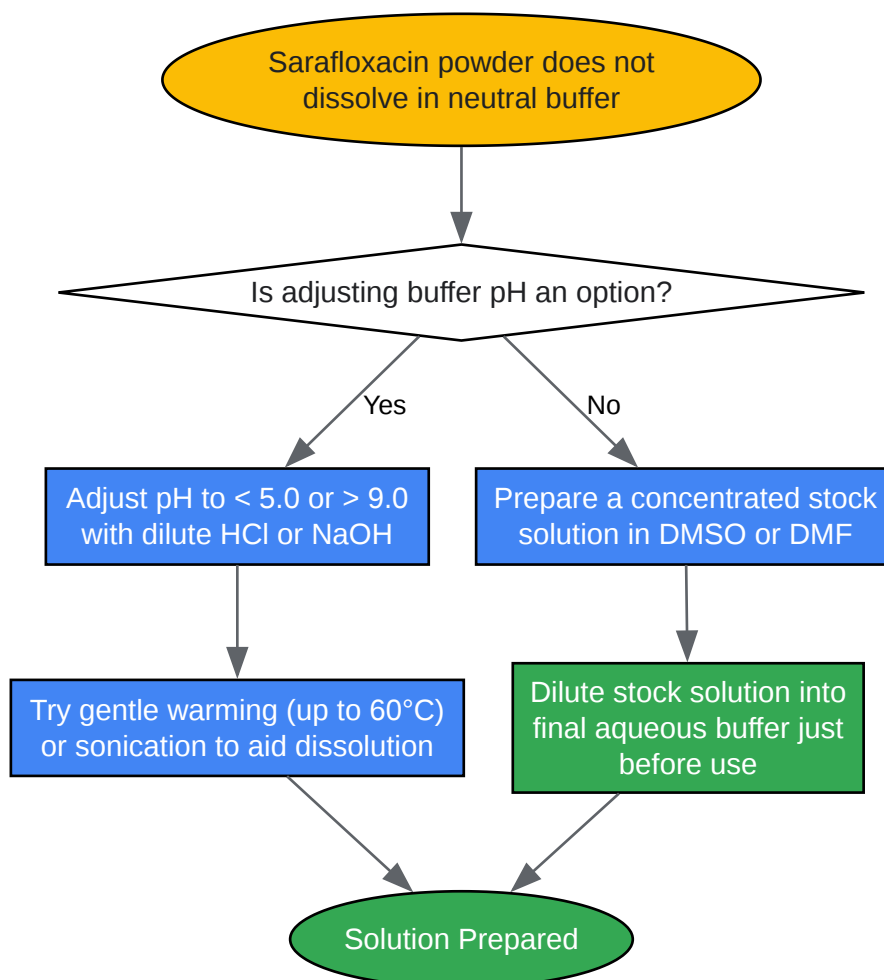 Sarafloxacin powder does not
dissolve in neutral buffer
Is adjusting buffer pH an option?
Yes
No
Adjust pH to < 5.0 or > 9.0
with dilute HCl or NaOH
Prepare a concentrated stock
solution in DMSO or DMF
Try gentle warming (up to 60°C)
or sonication to aid dissolution
Dilute stock solution into
final aqueous buffer just
before use
Solution Prepared